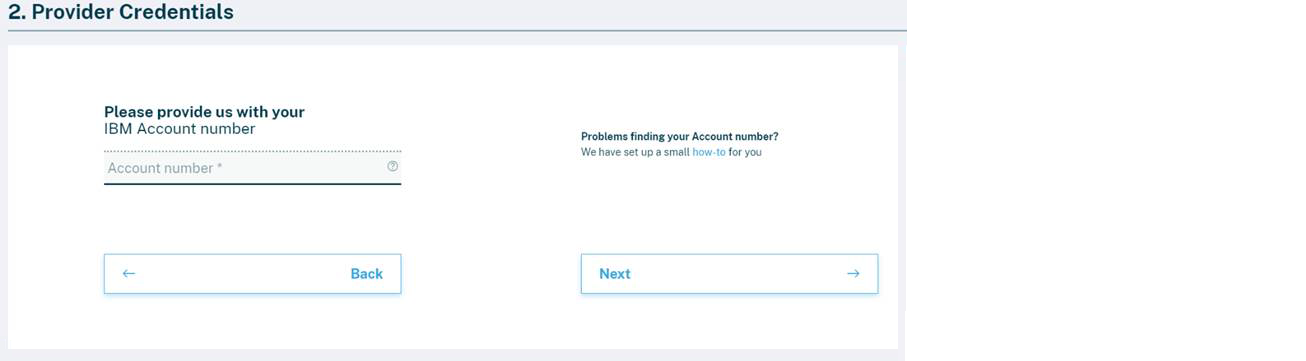 2. Provider Credentials
Please provide us with your
IBM Account number
Account number *
Problems finding your Account number?
We have set up a small how-to for you
Back
Next